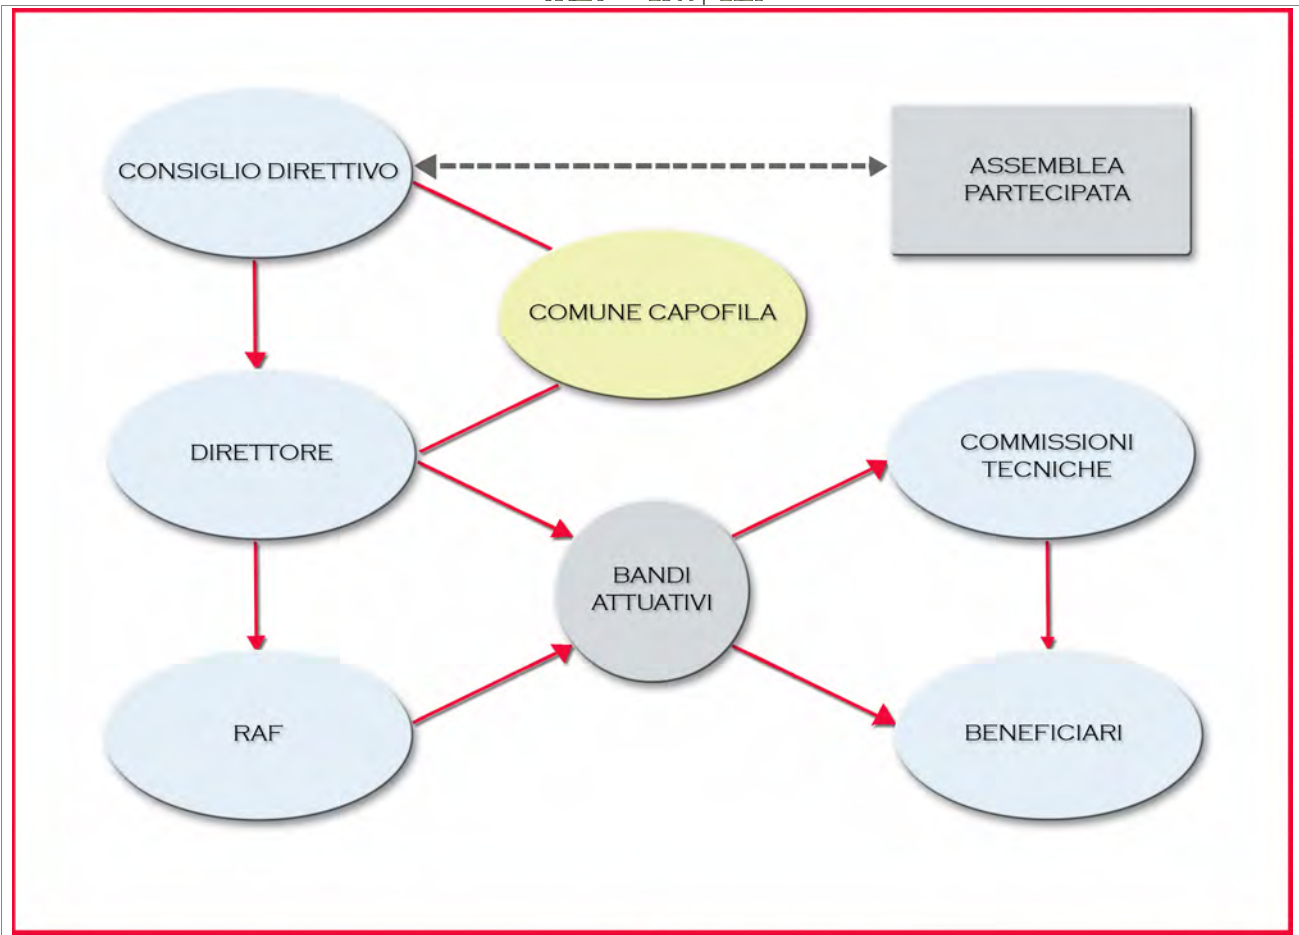 CONSIGLIO DIRETTIVO
ASSEMBLEA
PARTECIPATA
COMUNE CAPOFILA
DIRETTORE
COMMISSIONI
TECNICHE
BANDI
ATTUATIVI
RAF
BENEFICIARI